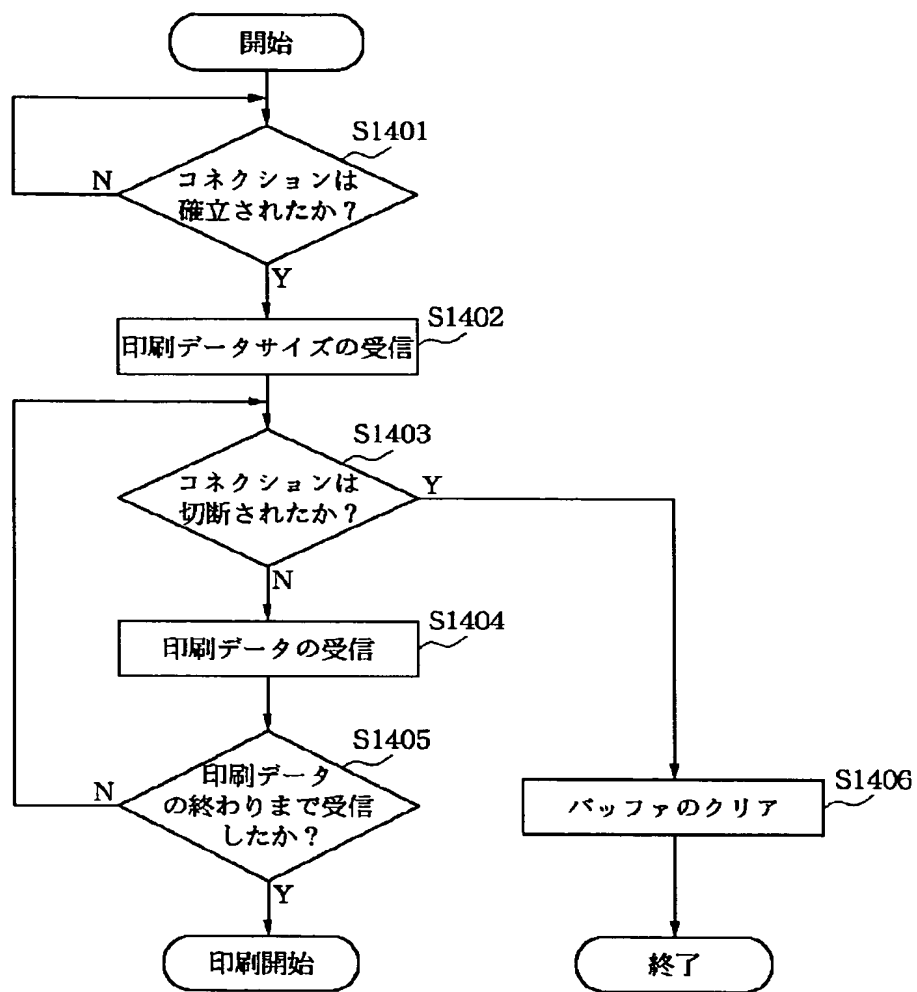 開始
S1401
コネクションは
確立されたか？
N
Y
S1402
印刷データサイズの受信
S1403
コネクションは
切断されたか？
Y
N
S1404
印刷データの受信
S1405
印刷データ
の終わりまで受信
したか？
N
Y
S1406
バッファのクリア
印刷開始
終了